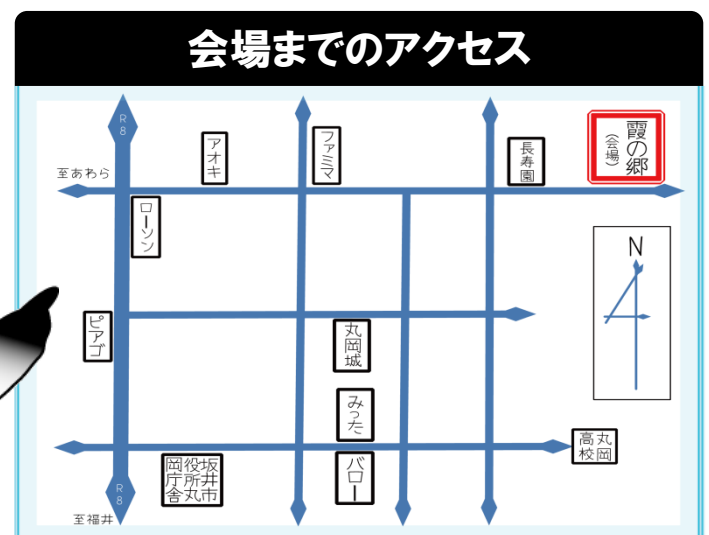 会場までのアクセス
R8
アオキ
ファミマ
長寿園
霞の郷
（会場）
至あわら
ローソン
N
ピアゴ
丸岡城
みった
丸岡
高校
バロー
坂井市
役所丸
岡庁舎
R8
至福井